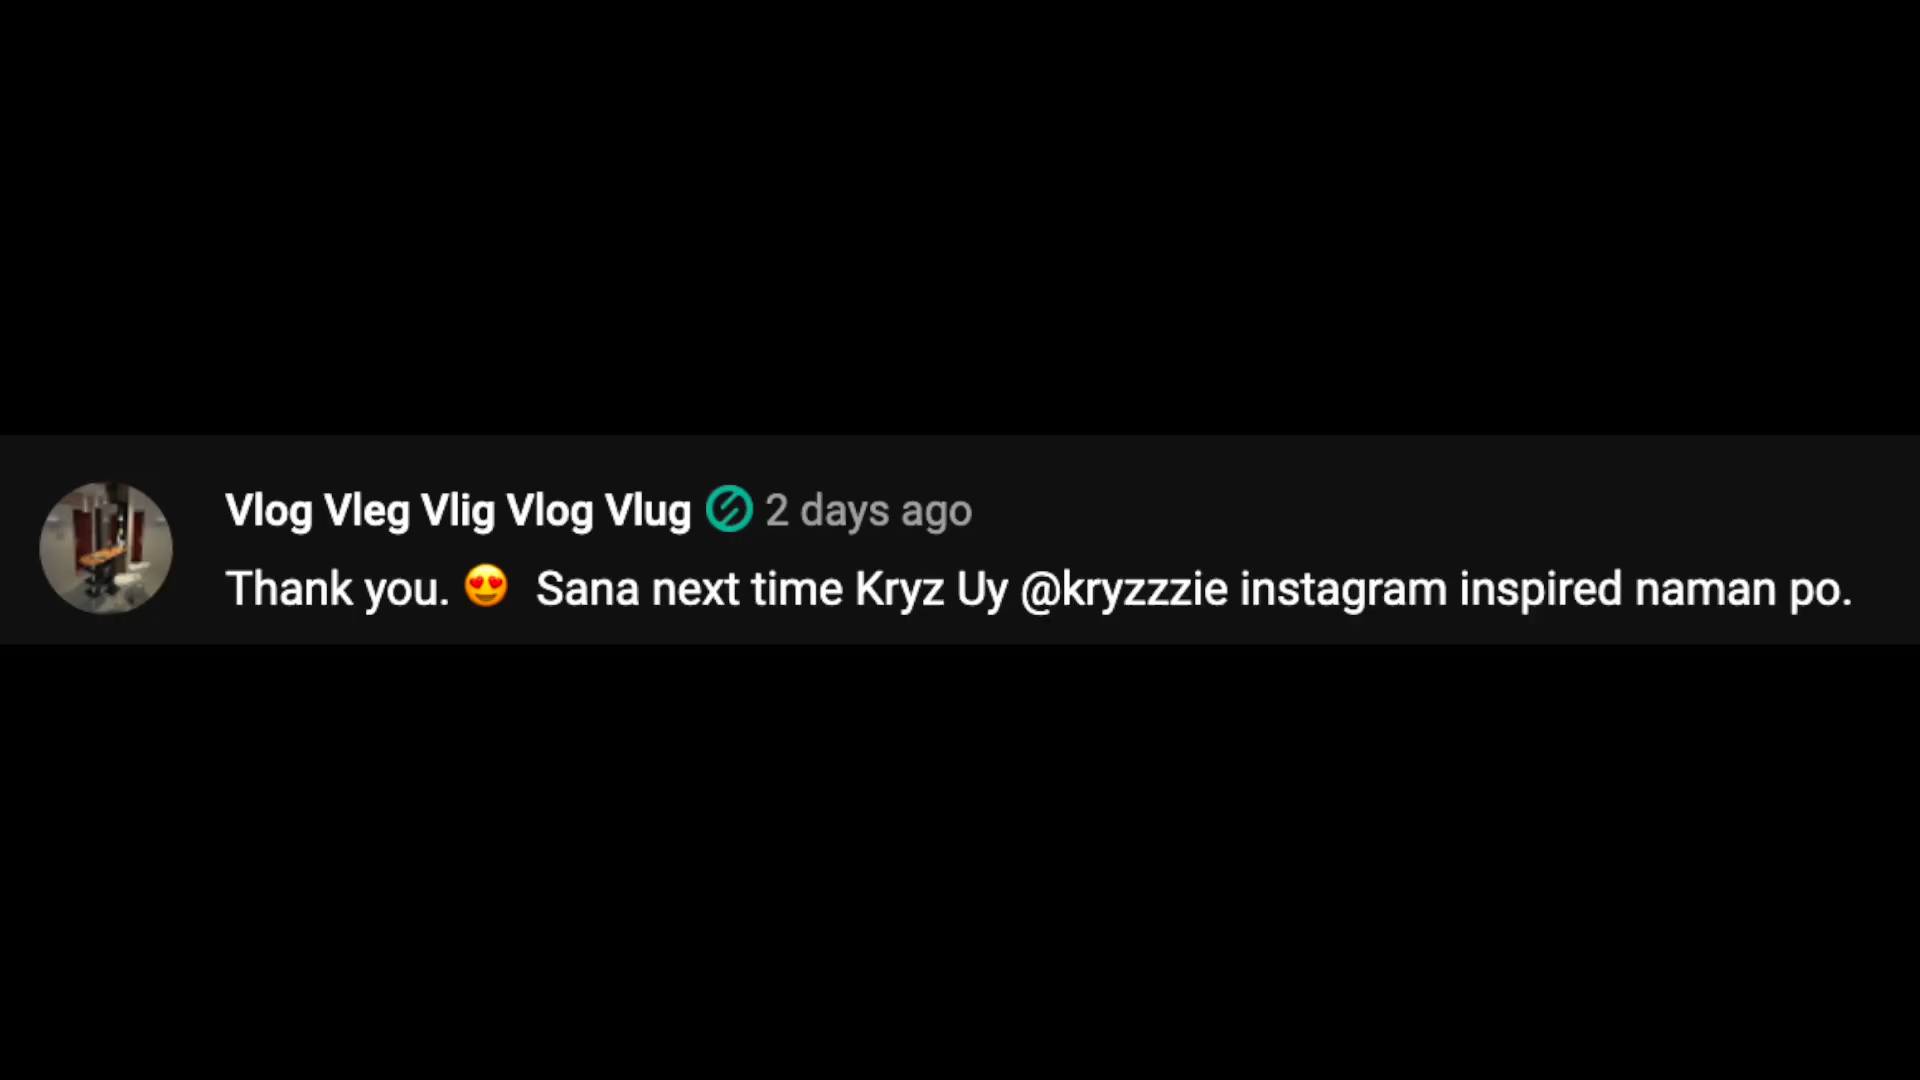 Vlog Vleg Vlig Vlog Vlug 2 days ago
Thank you. 😍 Sana next time Kryz Uy @kryzzzie instagram inspired naman po.